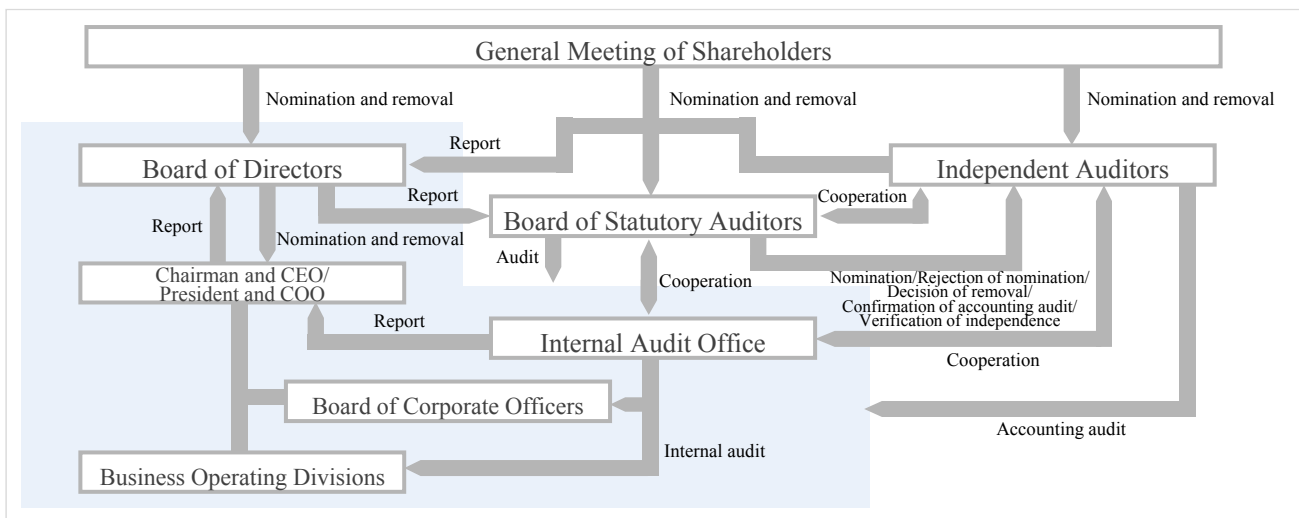 General Meeting of Shareholders
Nomination and removal
Nomination and removal
Nomination and removal
Report
Board of Directors
Independent Auditors
Report
Cooperation
Board of Statutory Auditors
Report
Nomination and removal
Audit
Cooperation
Chairman and CEO/
President and COO
Nomination/Rejection of nomination/
Decision of removal/
Confirmation of accounting audit/
Verification of independence
Report
Internal Audit Office
Cooperation
Board of Corporate Officers
Accounting audit
Internal audit
Business Operating Divisions